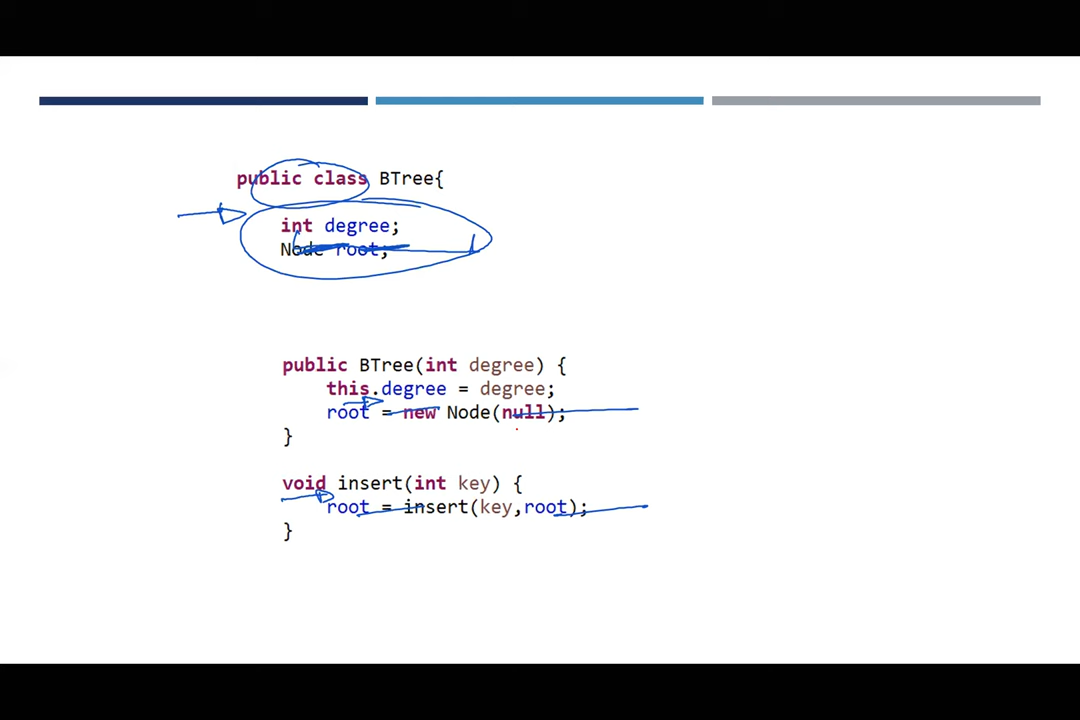 public class BTree{
int degree;
Node root;
public BTree(int degree) {
this.degree = degree;
root = new Node(null);
}
void insert(int key) {
root = insert(key,root);
}